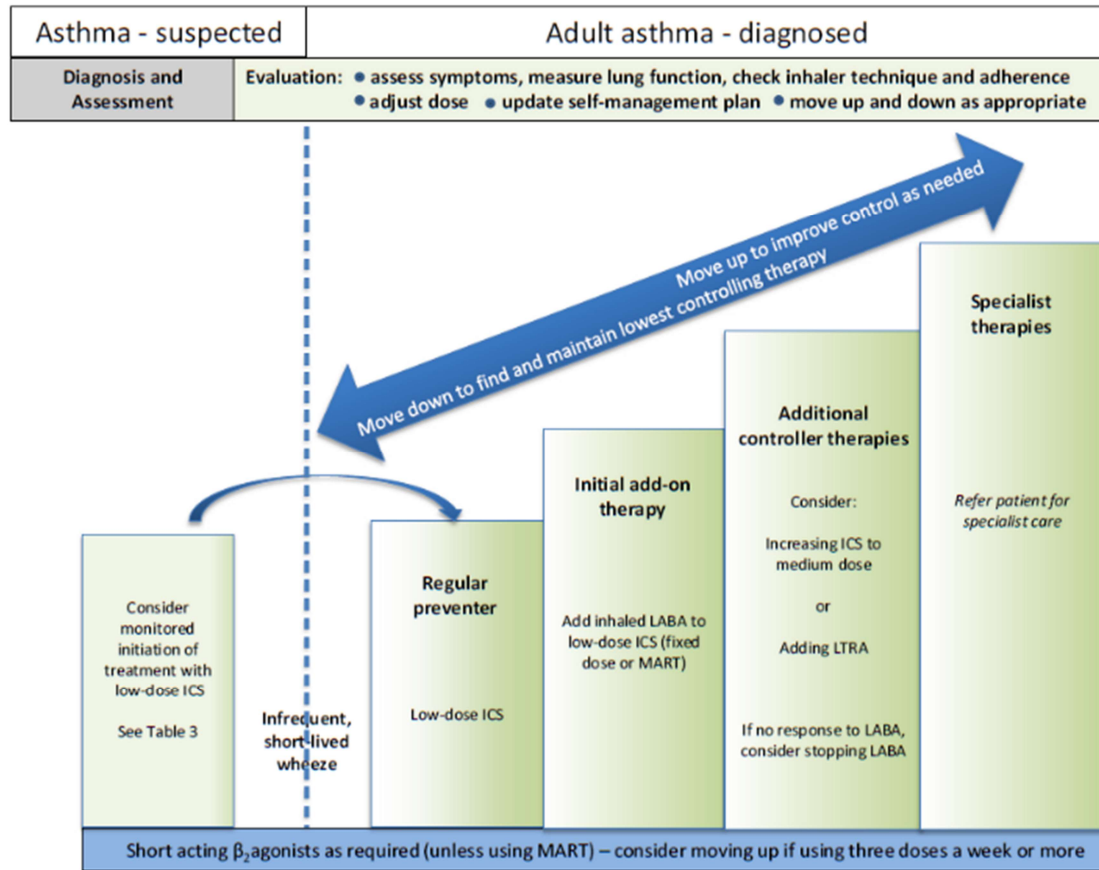 Asthma - suspected
Adult asthma - diagnosed
Diagnosis and
Assessment
Evaluation: • assess symptoms, measure lung function, check inhaler technique and adherence
• adjust dose • update self-management plan • move up and down as appropriate
Move up to improve control as needed
Move down to find and maintain lowest controlling therapy
Consider
monitored
initiation of
treatment with
low-dose ICS
See Table 3
Infrequent,
short-lived
wheeze
Regular
preventer
Low-dose ICS
Initial add-on
therapy
Add inhaled LABA to
low-dose ICS (fixed
dose or MART)
Additional
controller therapies
Consider:
Increasing ICS to
medium dose
or
Adding LTRA
If no response to LABA,
consider stopping LABA
Specialist
therapies
Refer patient for
specialist care
Short acting β₂agonists as required (unless using MART) – consider moving up if using three doses a week or more